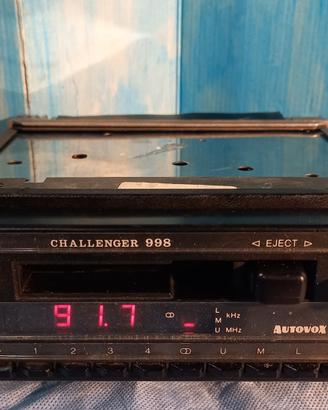 CHALLENGER 998 ◁ EJECT ▷
91.7 L kHz
M
U MHz
AUTOVOX
1 2 3 4 U M L